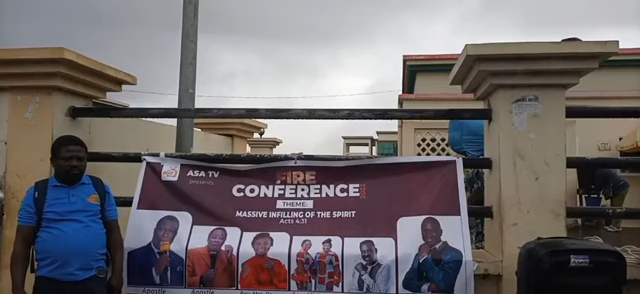 ASA TV
presents
FIRE
CONFERENCE
THEME:
MASSIVE INFILLING OF THE SPIRIT
Acts 4:31
Apostle
Apostle